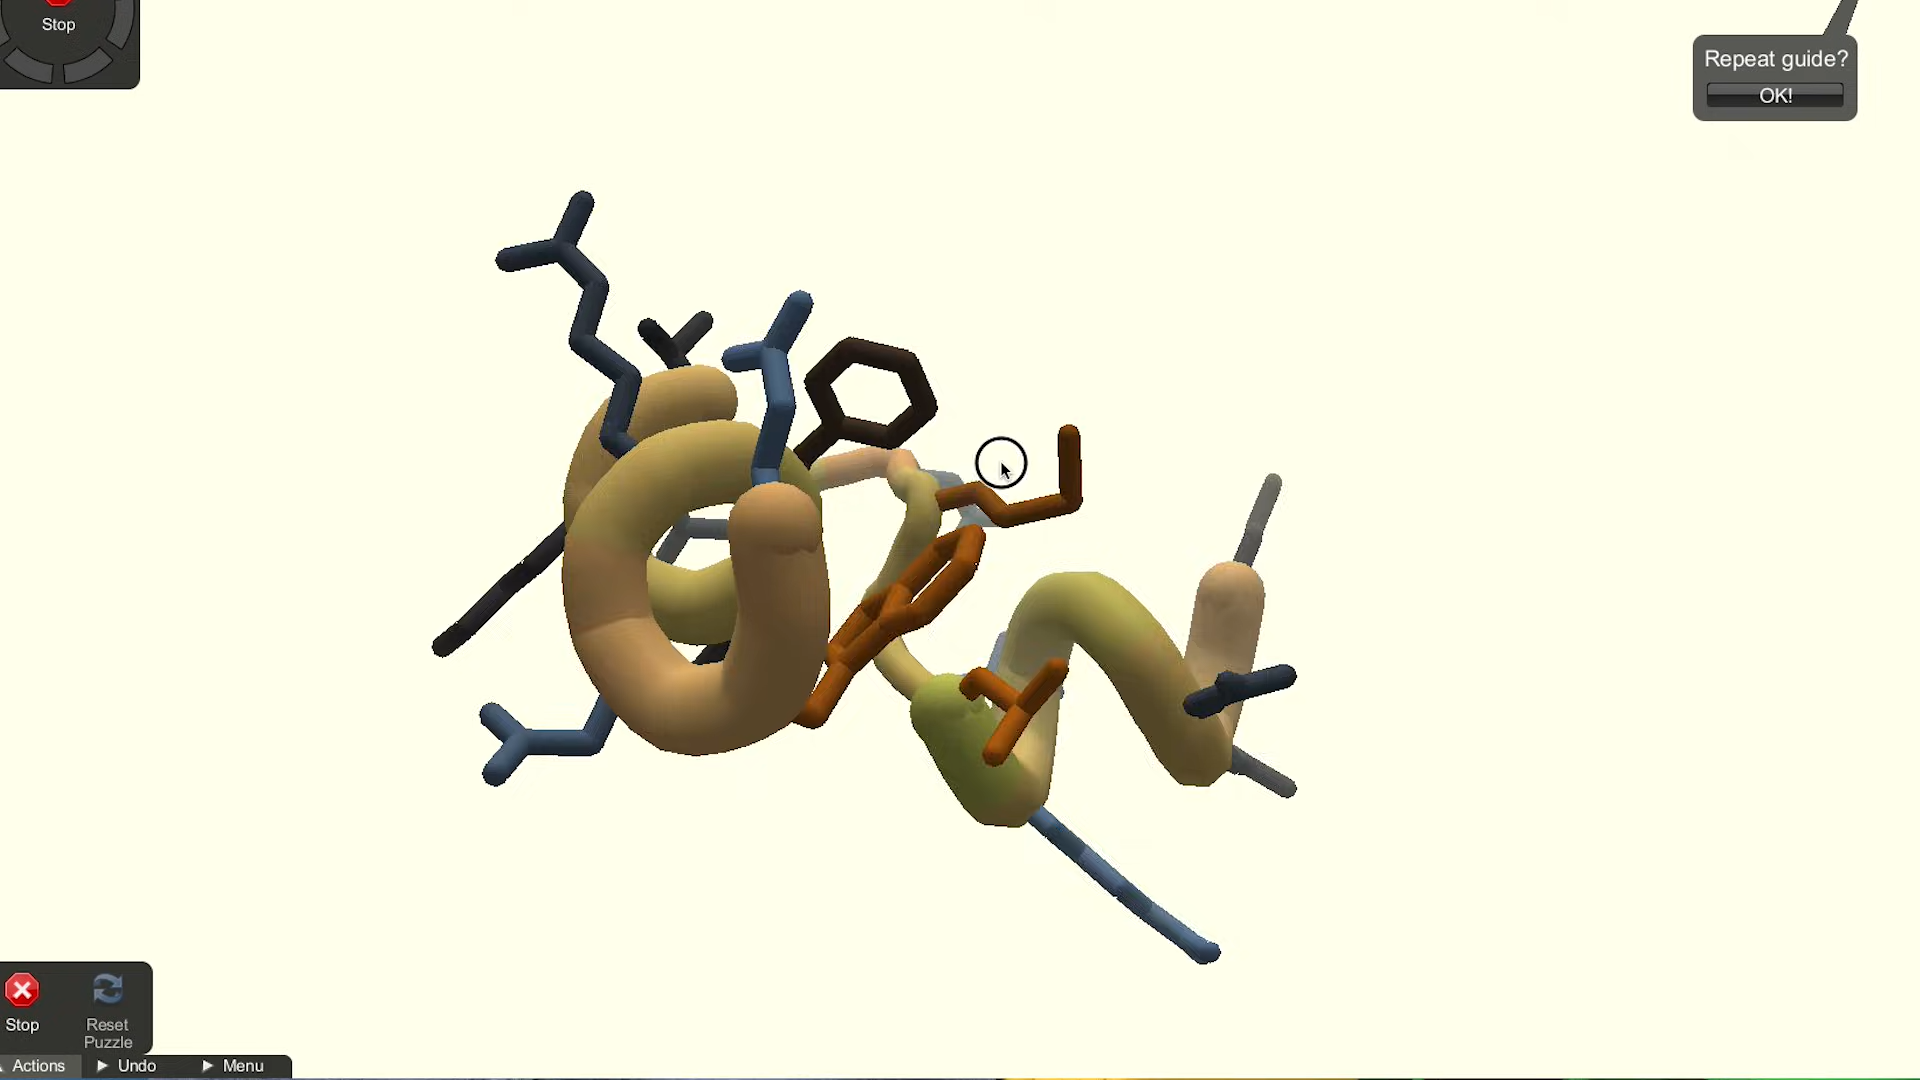 Stop
Repeat guide?
OK!
Stop
Reset
Puzzle
Actions
Undo
Menu